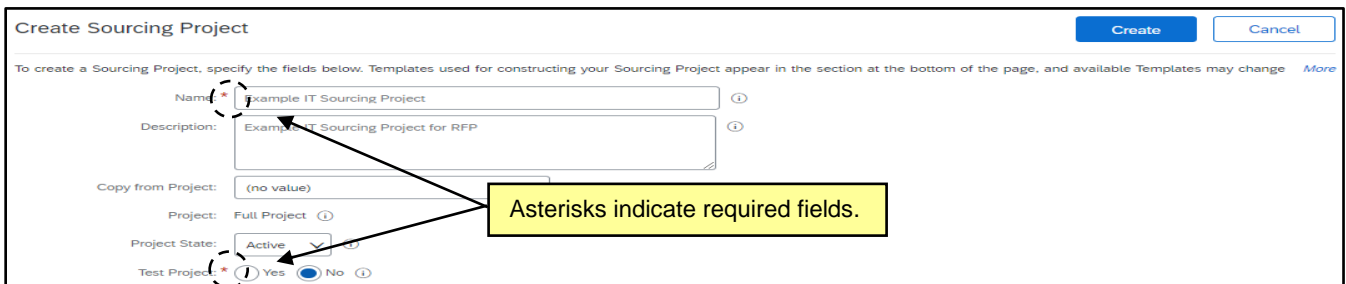 Create Sourcing Project
Create
Cancel
To create a Sourcing Project, specify the fields below. Templates used for constructing your Sourcing Project appear in the section at the bottom of the page, and available Templates may change More
Name: * Example IT Sourcing Project
Description: Example IT Sourcing Project for RFP
Copy from Project: (no value)
Asterisks indicate required fields.
Project: Full Project
Project State: Active
Test Project: * Yes No